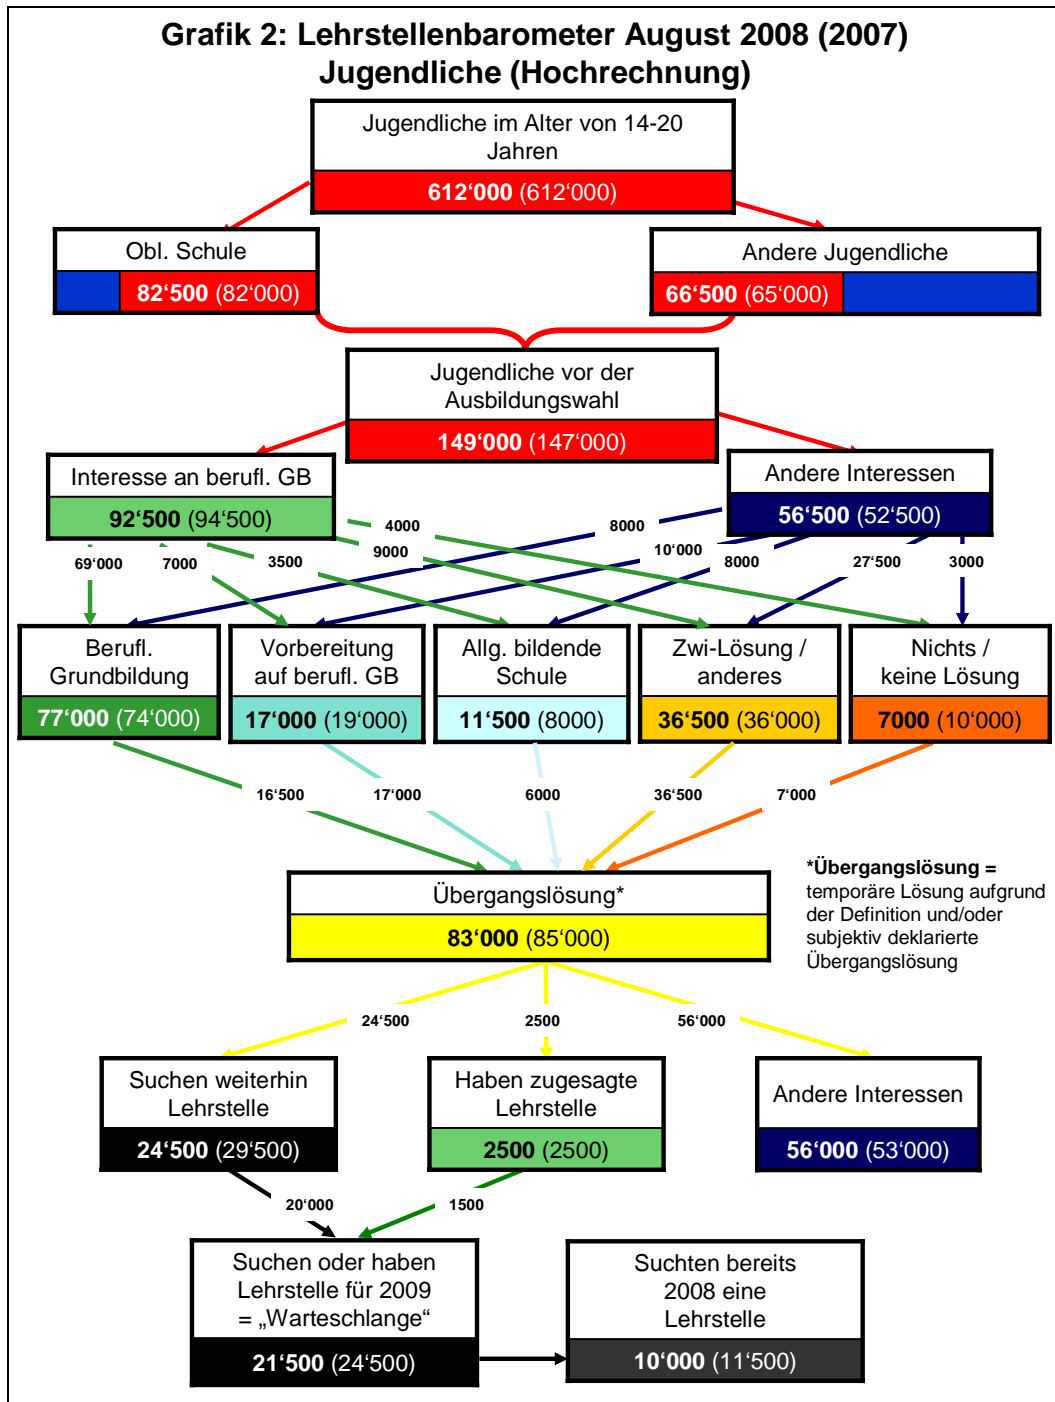 Grafik 2: Lehrstellenbarometer August 2008 (2007)
Jugendliche (Hochrechnung)
Jugendliche im Alter von 14-20
Jahren
612‘000 (612‘000)
Obl. Schule
82‘500 (82‘000)
Andere Jugendliche
66‘500 (65‘000)
Jugendliche vor der
Ausbildungswahl
149‘000 (147‘000)
Interesse an berufl. GB
92‘500 (94‘500)
Andere Interessen
56‘500 (52‘500)
4000
8000
69‘000
7000
3500
9000
10‘000
8000
27‘500
3000
Berufl.
Grundbildung
77‘000 (74‘000)
Vorbereitung
auf berufl. GB
17‘000 (19‘000)
Allg. bildende
Schule
11‘500 (8000)
Zwi-Lösung /
anderes
36‘500 (36‘000)
Nichts /
keine Lösung
7000 (10‘000)
16‘500
17‘000
6000
36‘500
7‘000
Übergangslösung*
83‘000 (85‘000)
*Übergangslösung =
temporäre Lösung aufgrund
der Definition und/oder
subjektiv deklarierte
Übergangslösung
24‘500
2500
56‘000
Suchen weiterhin
Lehrstelle
24‘500 (29‘500)
Haben zugesagte
Lehrstelle
2500 (2500)
Andere Interessen
56‘000 (53‘000)
20‘000
1500
Suchen oder haben
Lehrstelle für 2009
= „Warteschlange“
21‘500 (24‘500)
Suchten bereits
2008 eine
Lehrstelle
10‘000 (11‘500)